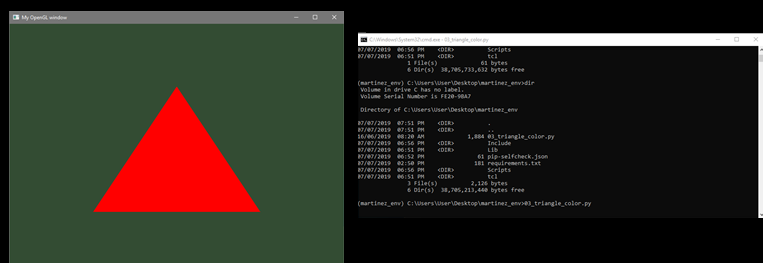 My OpenGL window
C:\Windows\System32\cmd.exe - 03_triangle_color.py
07/07/2019 06:56 PM <DIR> Scripts
07/07/2019 06:51 PM <DIR> tcl
1 File(s) 61 bytes
6 Dir(s) 38,705,733,632 bytes free
(martinez_env) C:\Users\User\Desktop\martinez_env>dir
Volume in drive C has no label.
Volume Serial Number is FE20-98A7
Directory of C:\Users\User\Desktop\martinez_env
07/07/2019 07:51 PM <DIR> .
07/07/2019 07:51 PM <DIR> ..
16/06/2019 08:20 AM 1,884 03_triangle_color.py
07/07/2019 06:56 PM <DIR> Include
07/07/2019 06:51 PM <DIR> Lib
07/07/2019 06:52 PM 61 pip-selfcheck.json
07/07/2019 02:50 PM 181 requirements.txt
07/07/2019 06:56 PM <DIR> Scripts
07/07/2019 06:51 PM <DIR> tcl
3 File(s) 2,126 bytes
6 Dir(s) 38,705,213,440 bytes free
(martinez_env) C:\Users\User\Desktop\martinez_env>03_triangle_color.py